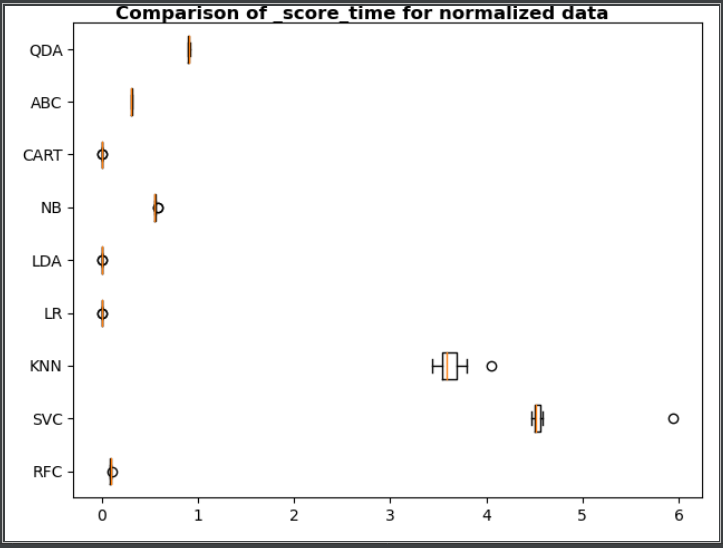 Comparison of _score_time for normalized data
QDA
ABC
CART
NB
LDA
LR
KNN
SVC
RFC
0 1 2 3 4 5 6